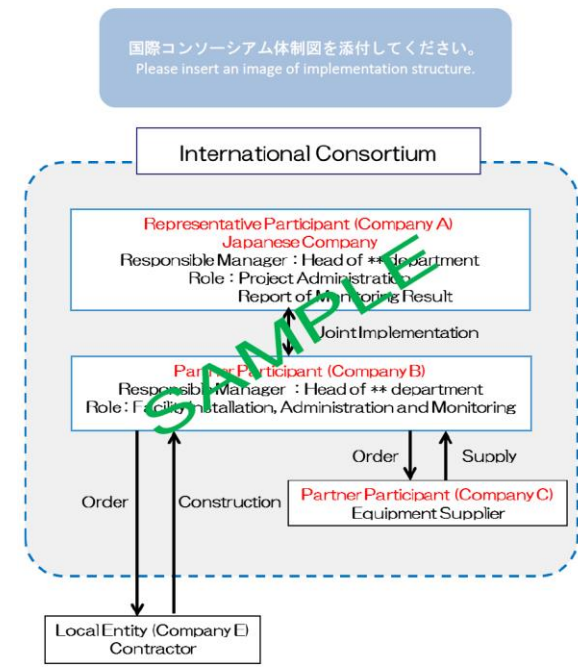 国際コンソーシアム体制図を添付してください。
Please insert an image of implementation structure.
International Consortium
Representative Participant (Company A)
Japanese Company
Responsible Manager : Head of ** department
Role : Project Administration
Report of Monitoring Result
Joint Implementation
Partner Participant (Company B)
Responsible Manager : Head of ** department
Role : Facility Installation, Administration and Monitoring
SAMPLE
Order
Supply
Order
Construction
Partner Participant (Company C)
Equipment Supplier
Local Entity (Company E)
Contractor